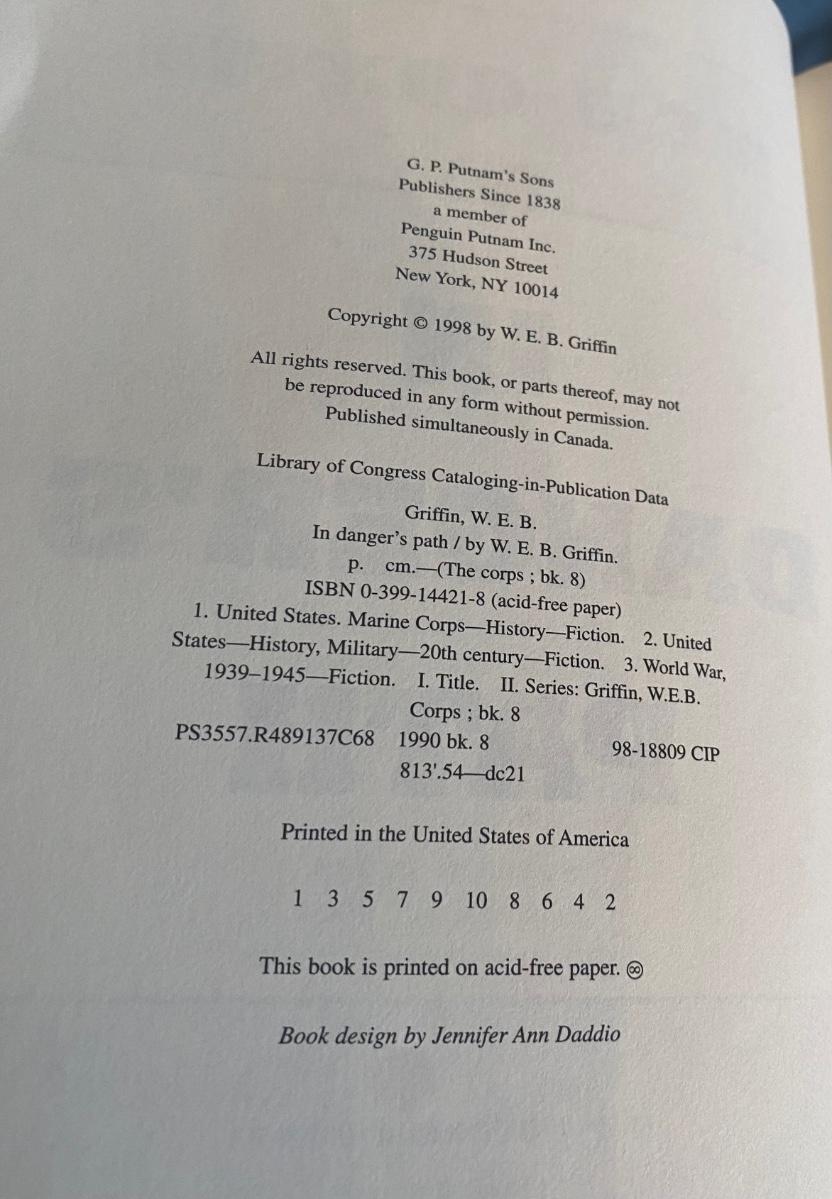 G. P. Putnam's Sons
Publishers Since 1838
a member of
Penguin Putnam Inc.
375 Hudson Street
New York, NY 10014
Copyright © 1998 by W. E. B. Griffin
All rights reserved. This book, or parts thereof, may not
be reproduced in any form without permission.
Published simultaneously in Canada.
Library of Congress Cataloging-in-Publication Data
Griffin, W. E. B.
In danger's path / by W. E. B. Griffin.
p. cm.—(The corps ; bk. 8)
ISBN 0-399-14421-8 (acid-free paper)
1. United States. Marine Corps—History—Fiction. 2. United
States—History, Military—20th century—Fiction. 3. World War,
1939–1945—Fiction. I. Title. II. Series: Griffin, W.E.B.
Corps ; bk. 8
PS3557.R489137C68 1990 bk. 8 98-18809 CIP
813'.54—dc21
Printed in the United States of America
1 3 5 7 9 10 8 6 4 2
This book is printed on acid-free paper. ♾
Book design by Jennifer Ann Daddio